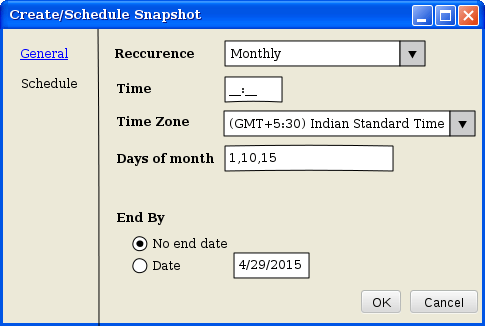 Create/Schedule Snapshot
General
Schedule
Reccurence Monthly
Time __:__
Time Zone (GMT+5:30) Indian Standard Time
Days of month 1,10,15
End By
No end date
Date 4/29/2015
OK Cancel